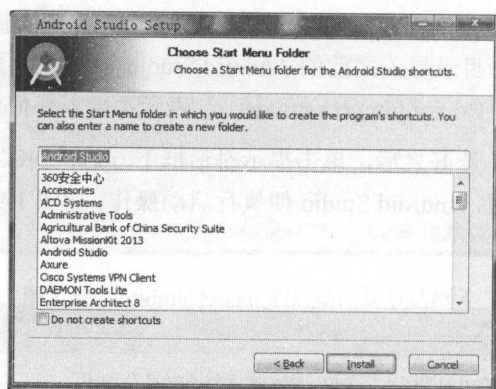 Android Studio Setup
Choose Start Menu Folder
Choose a Start Menu folder for the Android Studio shortcuts.
Select the Start Menu folder in which you would like to create the program's shortcuts. You
can also enter a name to create a new folder.
Android Studio
360安全中心
Accessories
ACD Systems
Administrative Tools
Agricultural Bank of China Security Suite
Altova MissionKit 2013
Android Studio
Axure
Cisco Systems VPN Client
DAEMON Tools Lite
Enterprise Architect 8
Do not create shortcuts
< Back
Install
Cancel